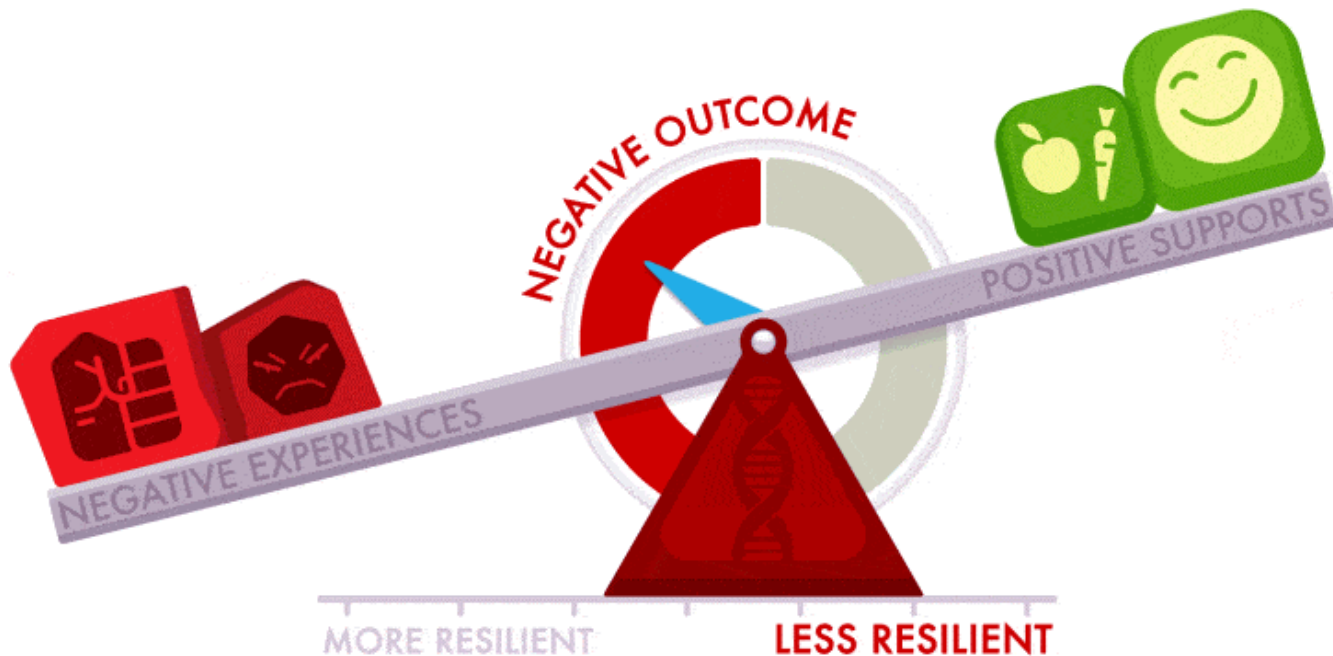 NEGATIVE OUTCOME
POSITIVE SUPPORTS
NEGATIVE EXPERIENCES
MORE RESILIENT
LESS RESILIENT